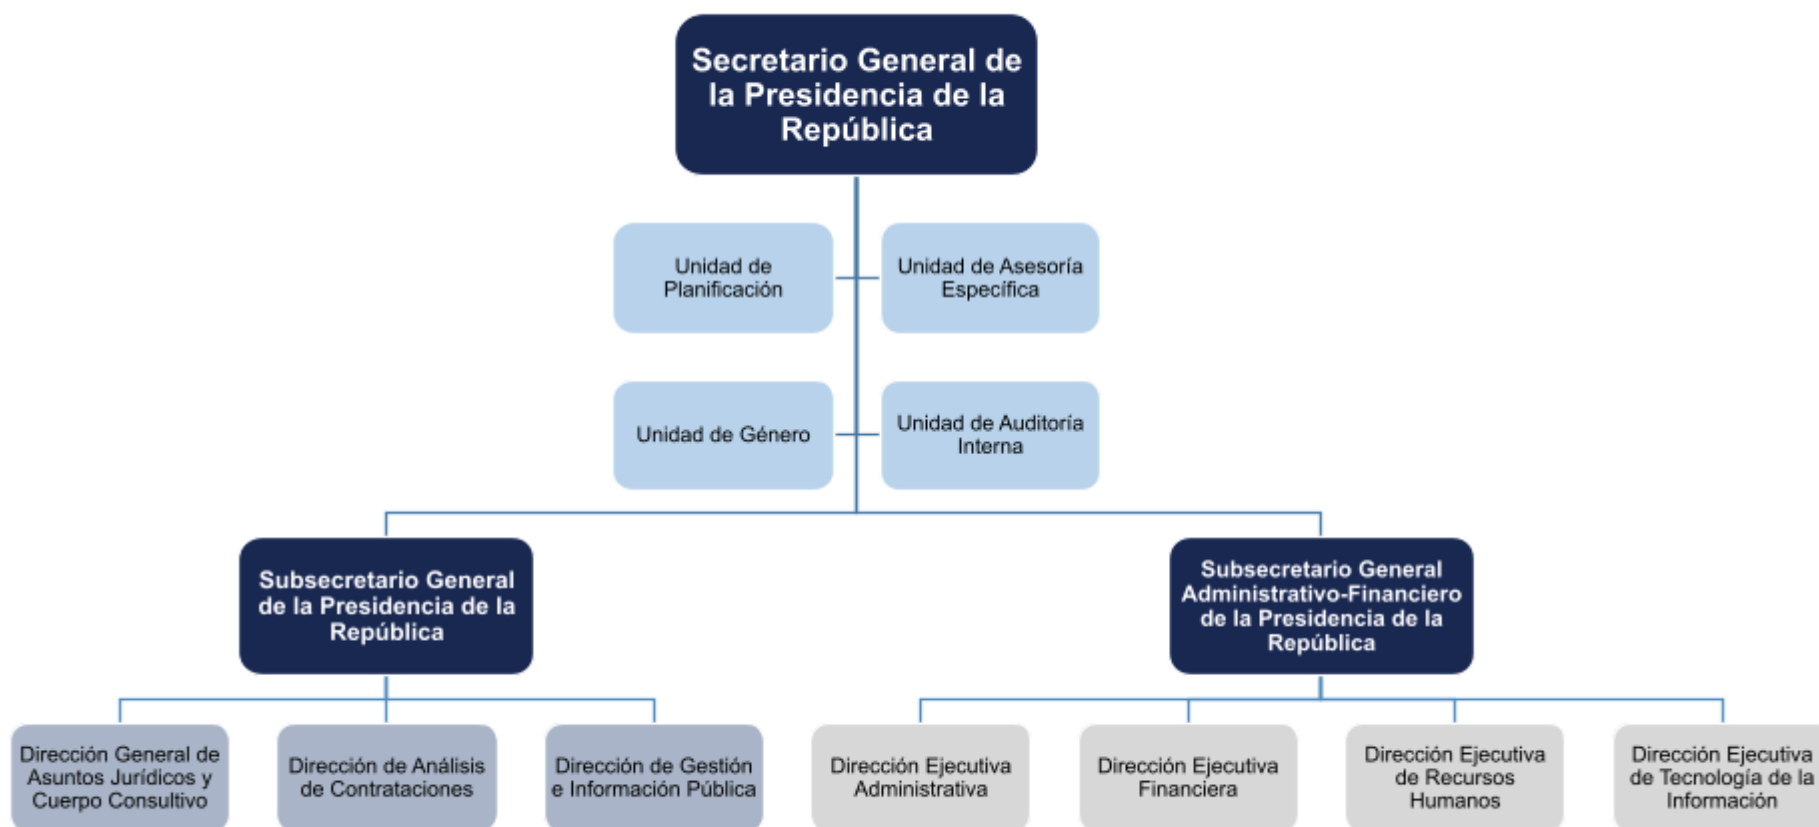 Secretario General de
la Presidencia de la
República
Unidad de
Planificación
Unidad de Asesoría
Específica
Unidad de Género
Unidad de Auditoría
Interna
Subsecretario General
de la Presidencia de la
República
Subsecretario General
Administrativo-Financiero
de la Presidencia de la
República
Dirección General de
Asuntos Jurídicos y
Cuerpo Consultivo
Dirección de Análisis
de Contrataciones
Dirección de Gestión
e Información Pública
Dirección Ejecutiva
Administrativa
Dirección Ejecutiva
Financiera
Dirección Ejecutiva
de Recursos
Humanos
Dirección Ejecutiva
de Tecnología de la
Información